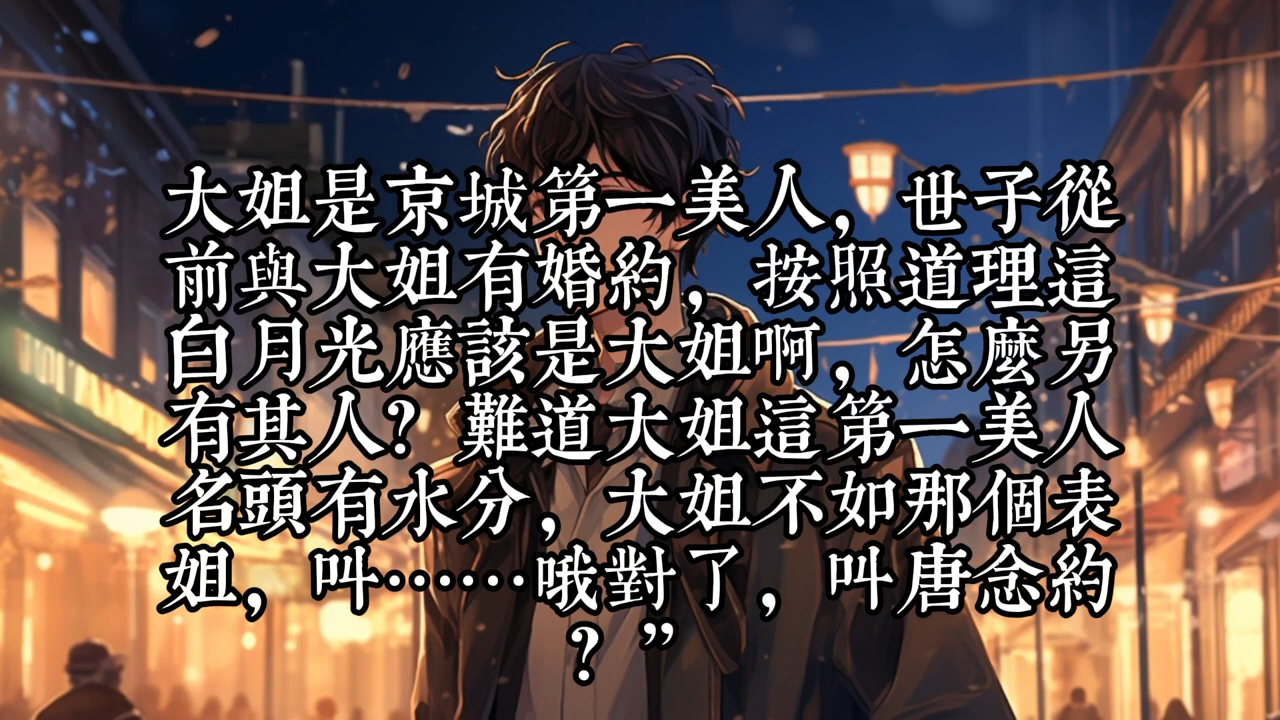 大姐是京城第一美人，世子從
前與大姐有婚約，按照道理這
白月光應該是大姐啊，怎麼另
有其人？難道大姐這第一美人
名頭有水分，大姐不如那個表
姐，叫……哦對了，叫唐念約
？”